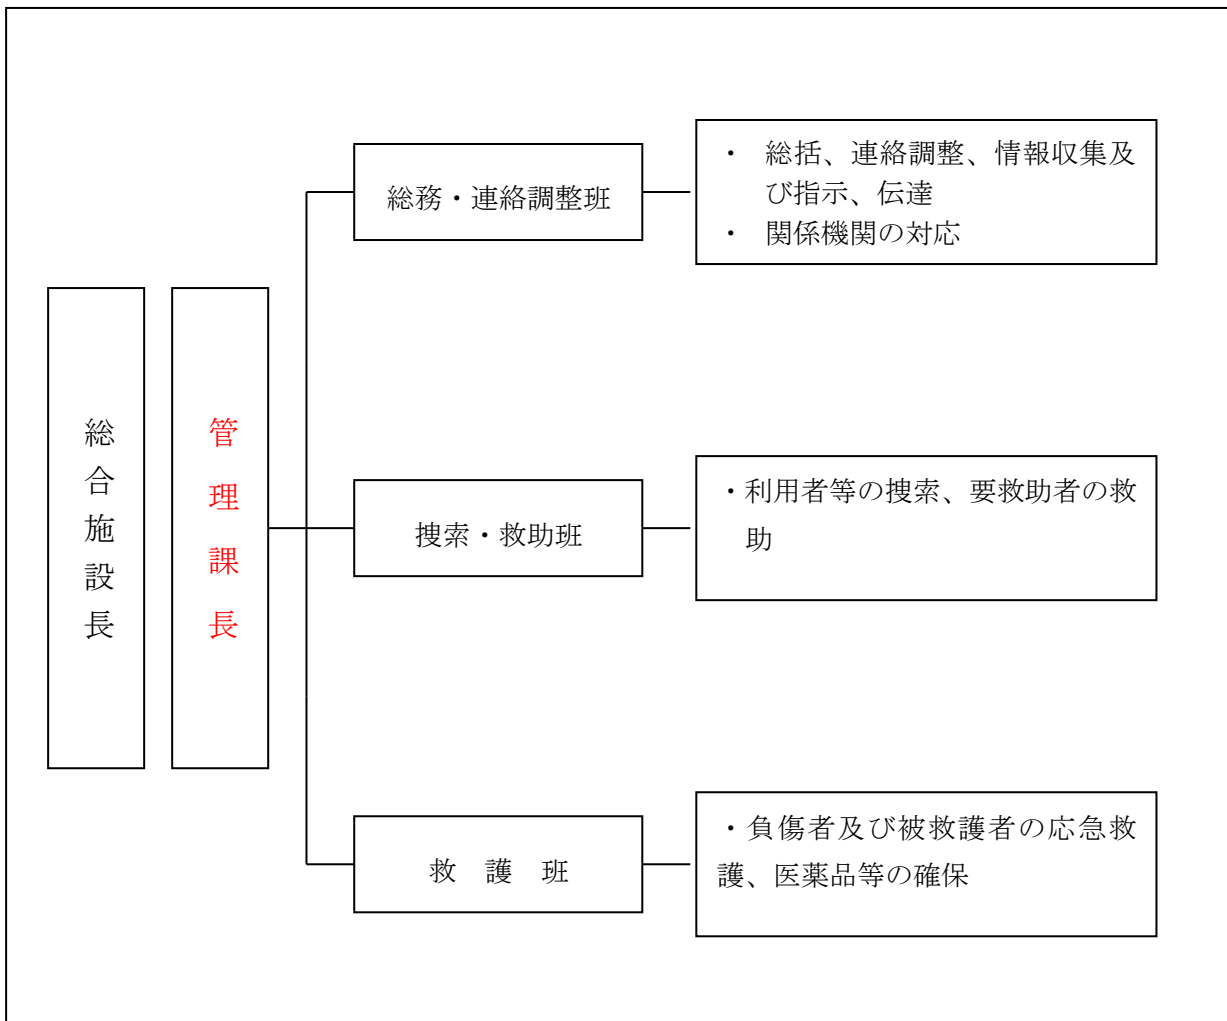 総合施設長
管理課長
総務・連絡調整班
・ 総括、連絡調整、情報収集及
び指示、伝達
・ 関係機関の対応
捜索・救助班
・利用者等の捜索、要救助者の救
助
救 護 班
・負傷者及び被救護者の応急救
護、医薬品等の確保